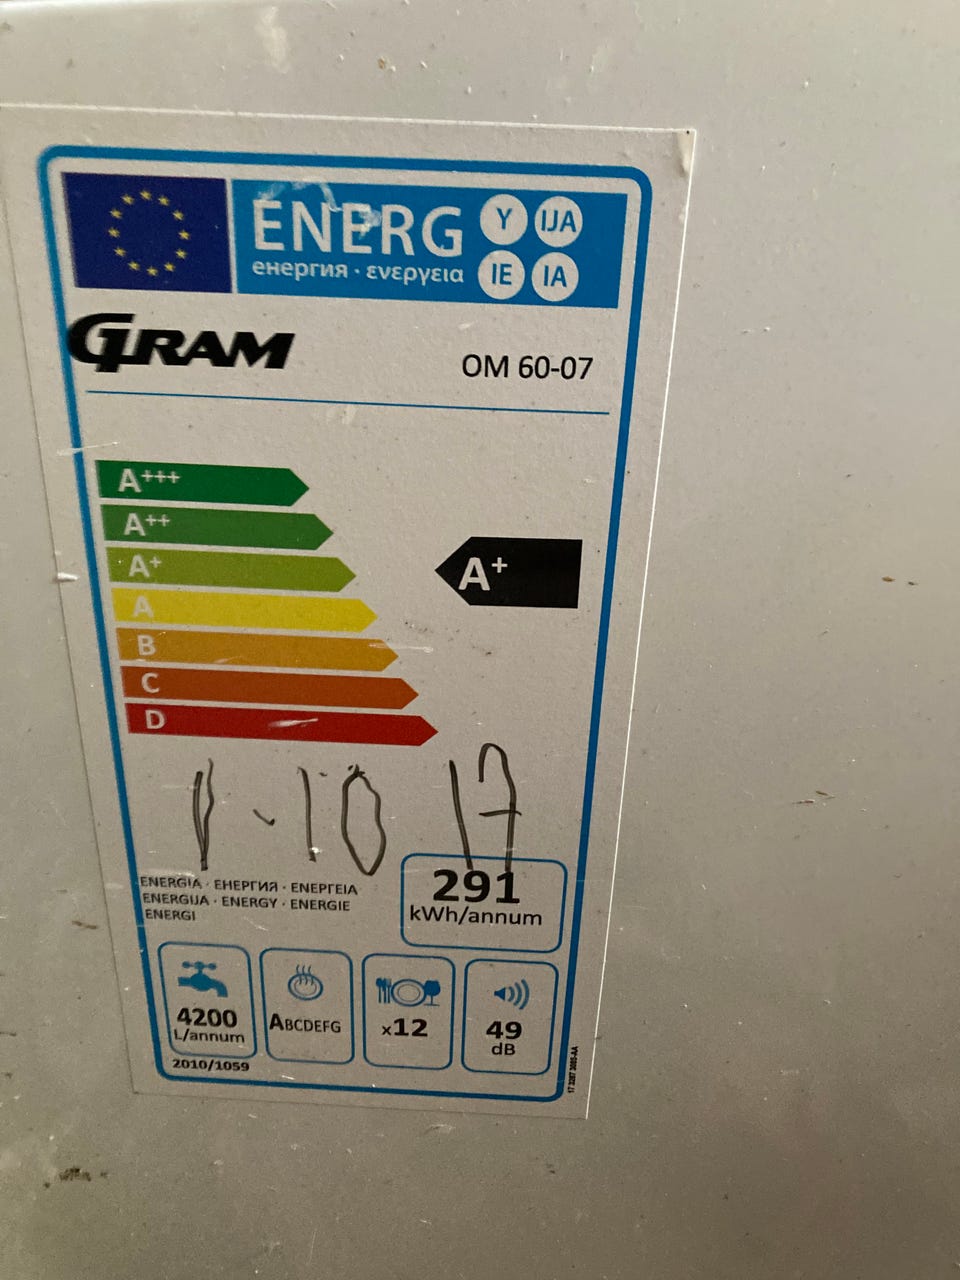 ENERG Y IJA
енергия · ενεργεια IE IA
GRAM
OM 60-07
A+++
A++
A+
A+
A
B
C
D
1-10 17
ENERGIA · ЕНЕРГИЯ · ΕΝΕΡΓΕΙΑ
ENERGIJA · ENERGY · ENERGIE
ENERGI
291
kWh/annum
4200
L/annum
ABCDEFG
x12
49
dB
2010/1059